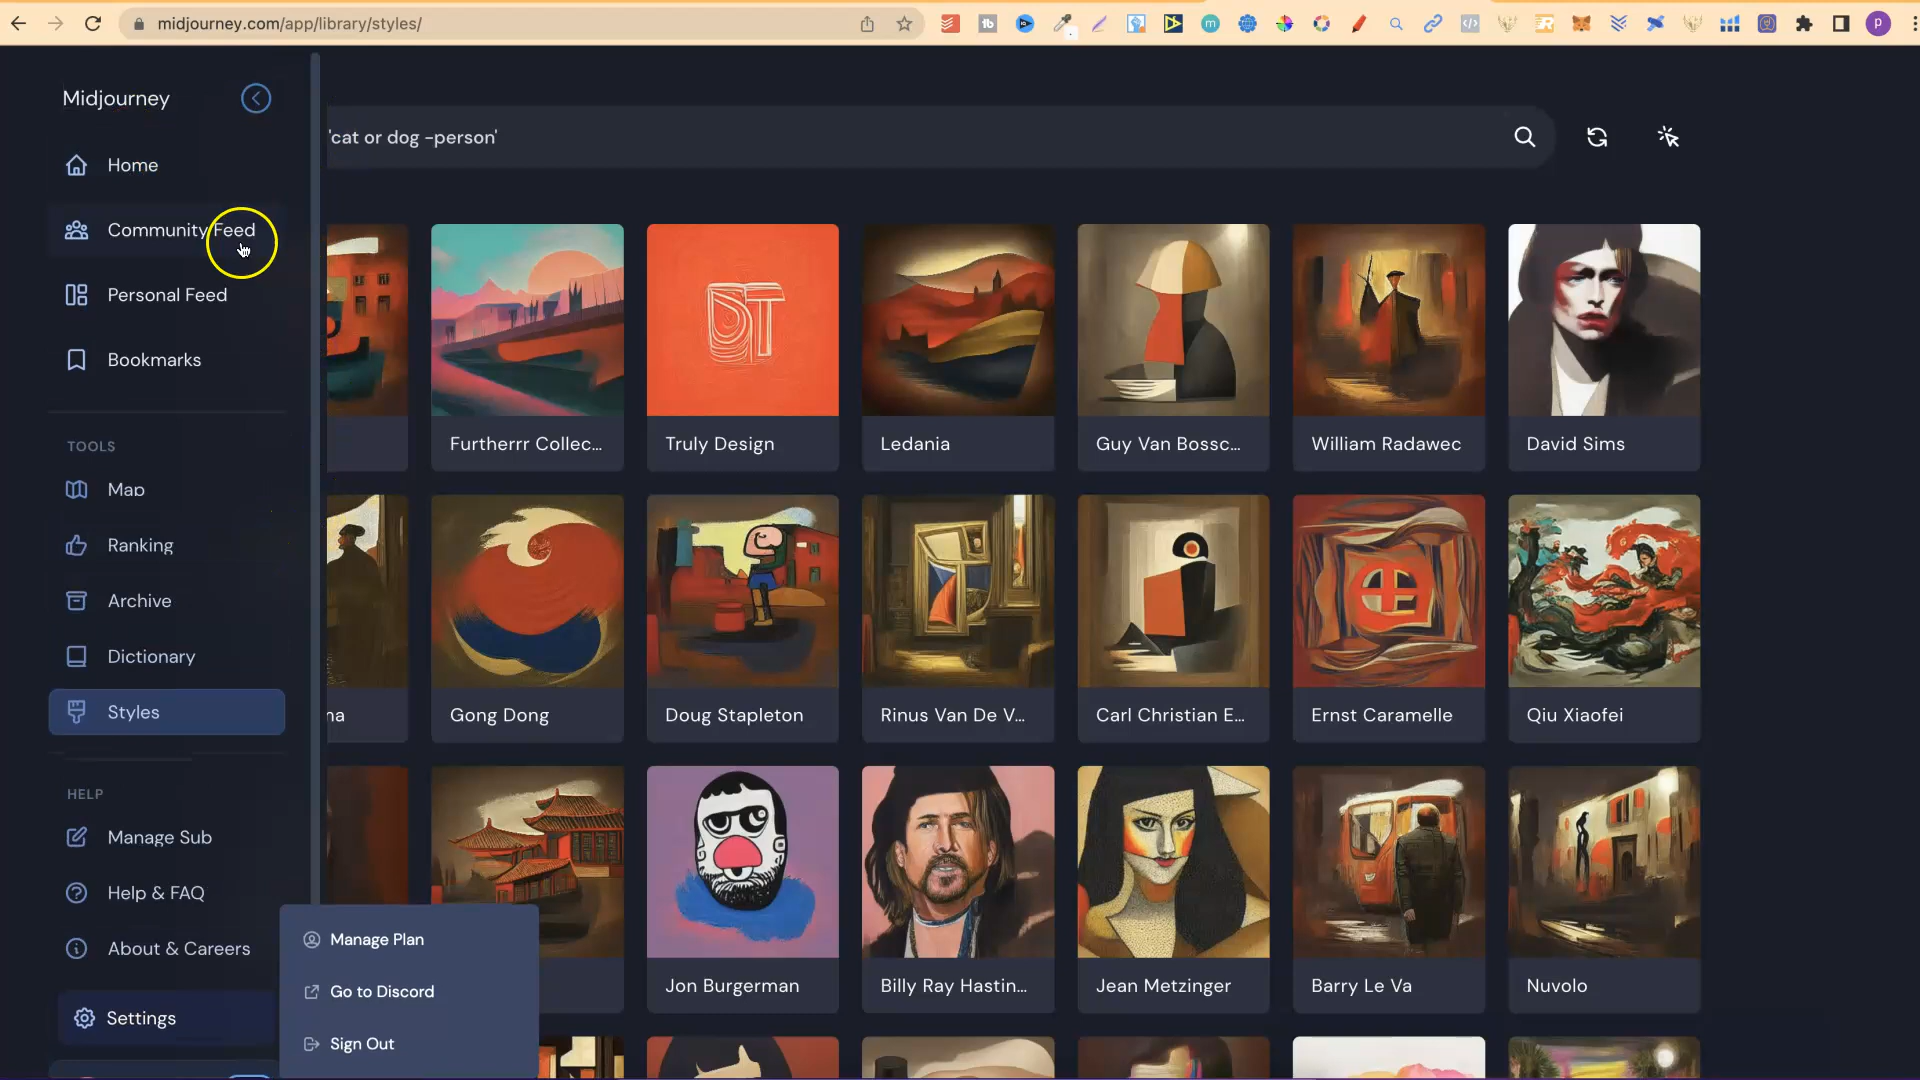 midjourney.com/app/library/styles/
P
Midjourney
'cat or dog -person'
Home
Community Feed
Personal Feed
Bookmarks
Furtherrr Collec...
Truly Design
Ledania
Guy Van Bossc...
William Radawec
David Sims
TOOLS
Map
Ranking
Archive
Dictionary
Styles
na
Gong Dong
Doug Stapleton
Rinus Van De V...
Carl Christian E...
Ernst Caramelle
Qiu Xiaofei
HELP
Manage Sub
Help & FAQ
About & Careers
Settings
Manage Plan
Go to Discord
Sign Out
Jon Burgerman
Billy Ray Hastin...
Jean Metzinger
Barry Le Va
Nuvolo